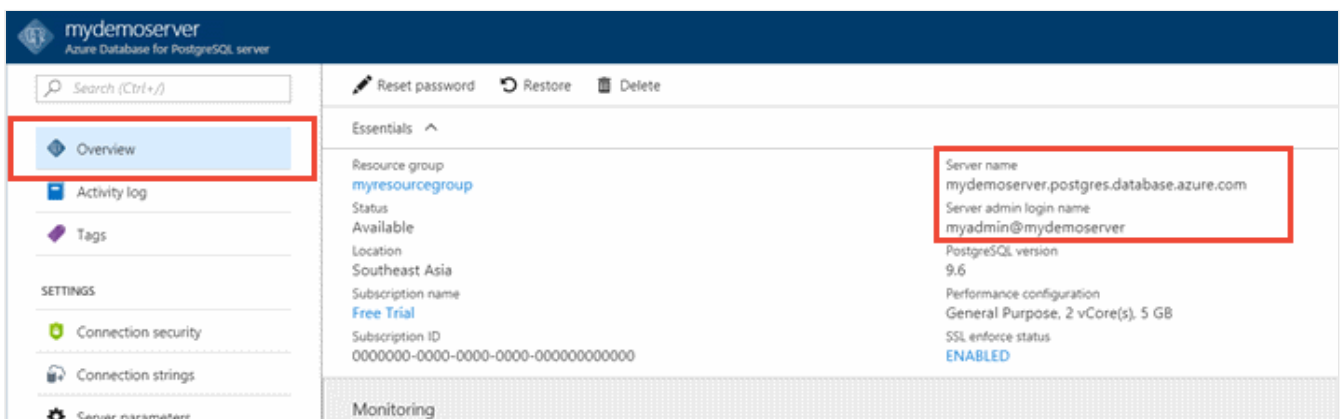 mydemoserver
Azure Database for PostgreSQL server
Search (Ctrl+/)
Overview
Activity log
Tags
SETTINGS
Connection security
Connection strings
Server parameters
Reset password
Restore
Delete
Essentials
Resource group
myresourcegroup
Status
Available
Location
Southeast Asia
Subscription name
Free Trial
Subscription ID
0000000-0000-0000-0000-000000000000
Server name
mydemoserver.postgres.database.azure.com
Server admin login name
myadmin@mydemoserver
PostgreSQL version
9.6
Performance configuration
General Purpose, 2 vCore(s), 5 GB
SSL enforce status
ENABLED
Monitoring